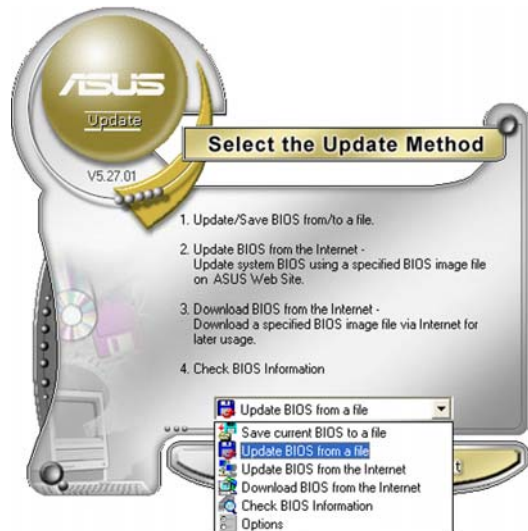 ASUS
Update
V5.27.01
Select the Update Method
1. Update/Save BIOS from/to a file.
2. Update BIOS from the Internet -
Update system BIOS using a specified BIOS image file
on ASUS Web Site.
3. Download BIOS from the Internet -
Download a specified BIOS image file via Internet for
later usage.
4. Check BIOS Information
Update BIOS from a file
Save current BIOS to a file
Update BIOS from a file
Update BIOS from the Internet
Download BIOS from the Internet
Check BIOS Information
Options